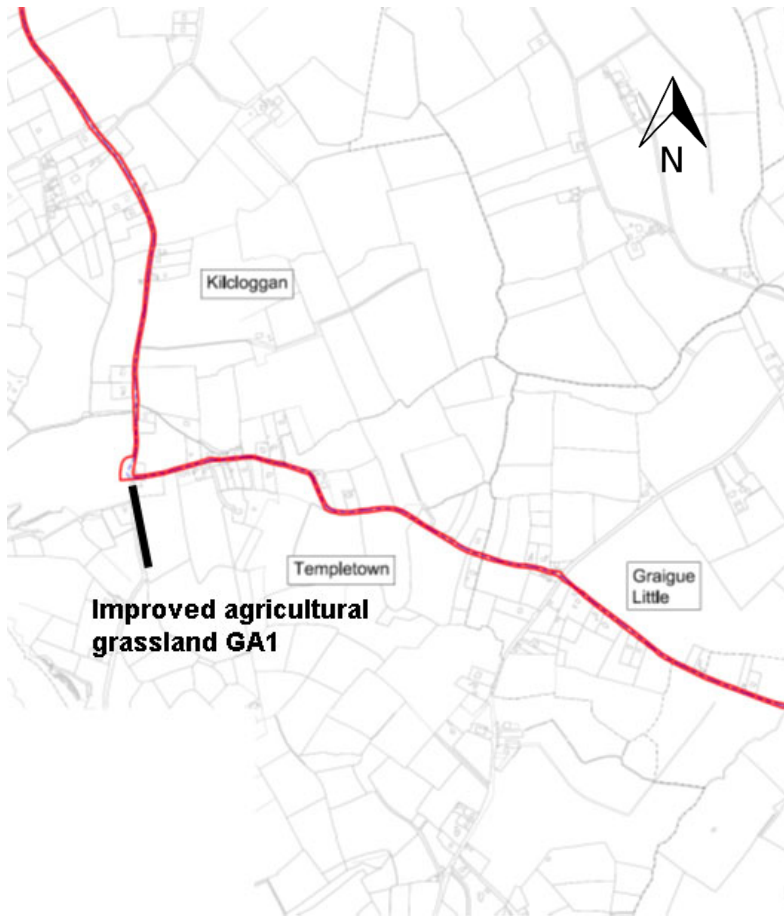 N
Kilcloggan
Templetown
Graigue
Little
Improved agricultural
grassland GA1